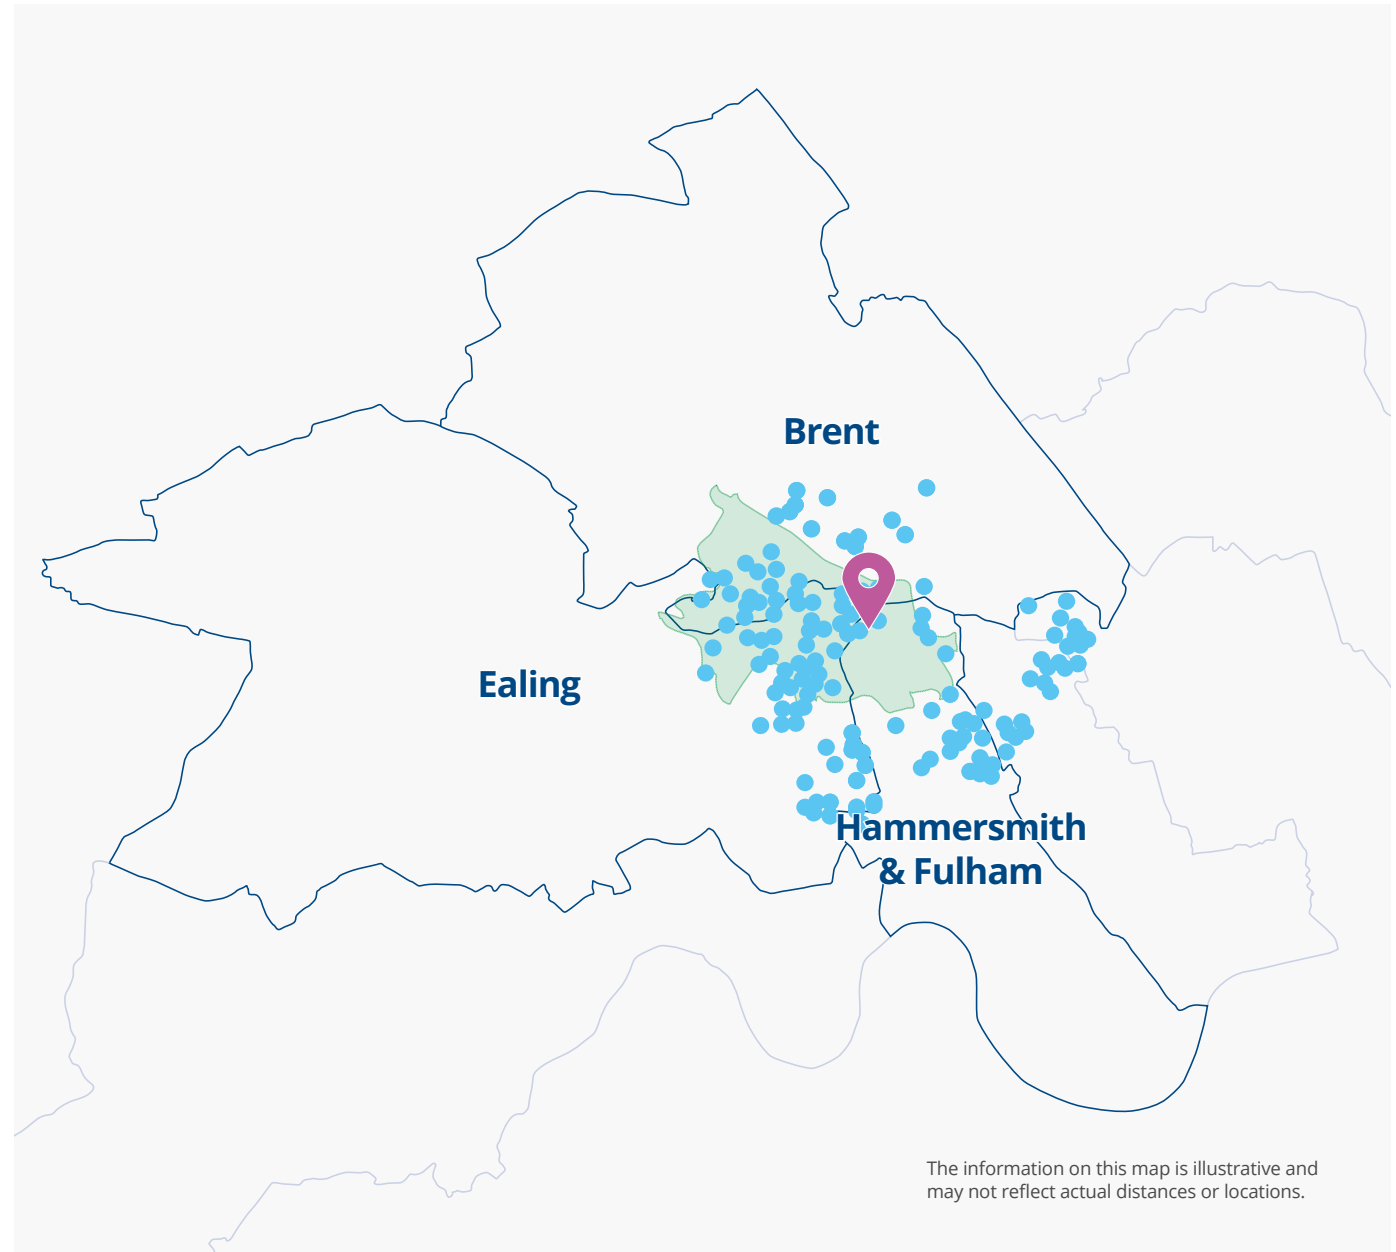 Brent
Ealing
Hammersmith
& Fulham
The information on this map is illustrative and
may not reflect actual distances or locations.